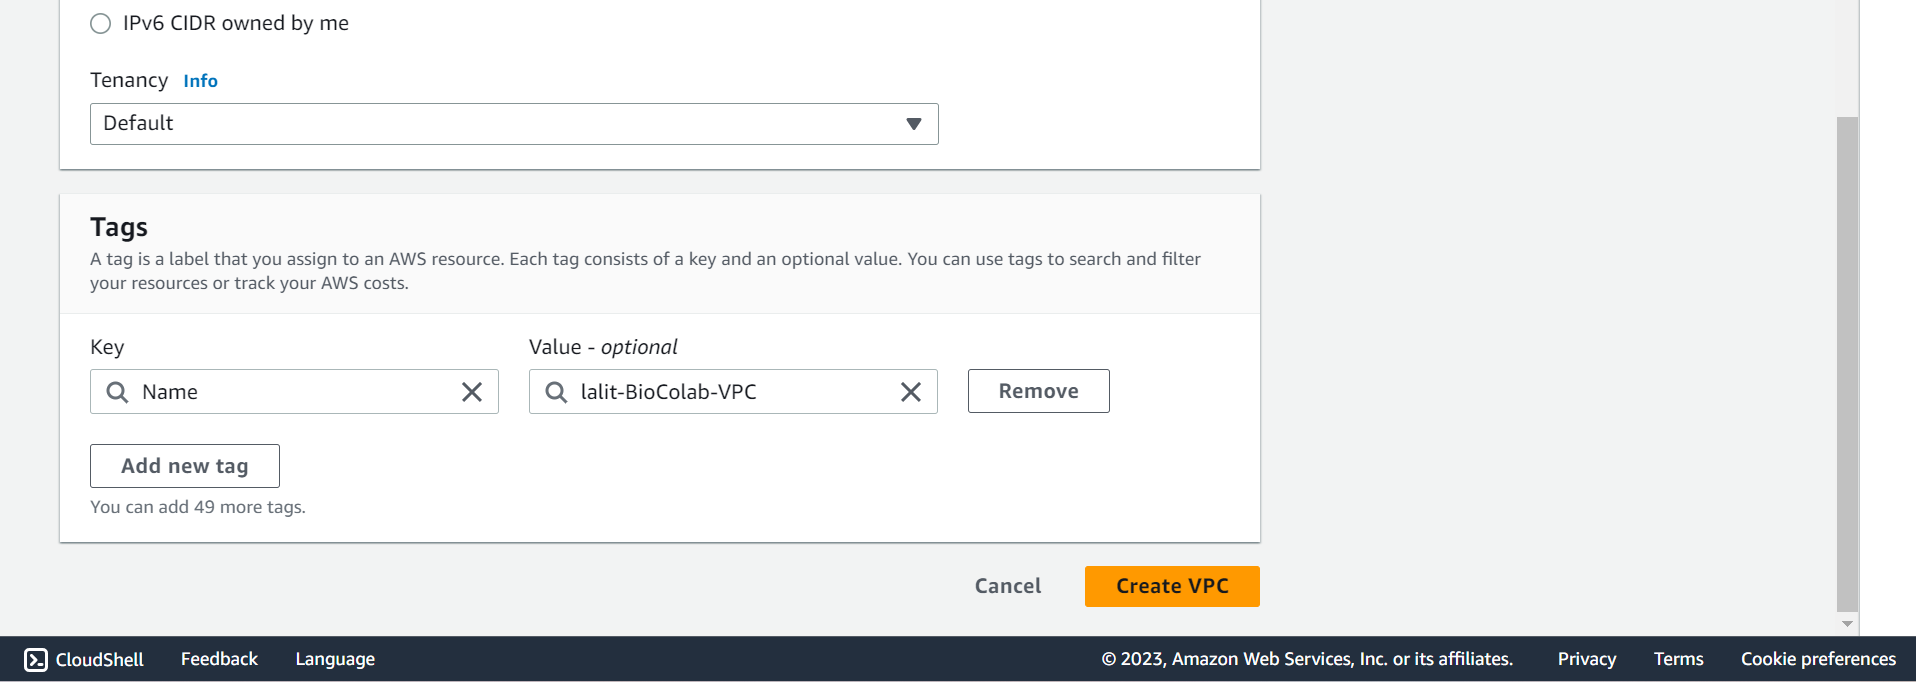 IPv6 CIDR owned by me
Tenancy Info
Default
Tags
A tag is a label that you assign to an AWS resource. Each tag consists of a key and an optional value. You can use tags to search and filter
your resources or track your AWS costs.
Key Value - optional
Name lalit-BioColab-VPC Remove
Add new tag
You can add 49 more tags.
Cancel Create VPC
CloudShell Feedback Language © 2023, Amazon Web Services, Inc. or its affiliates. Privacy Terms Cookie preferences